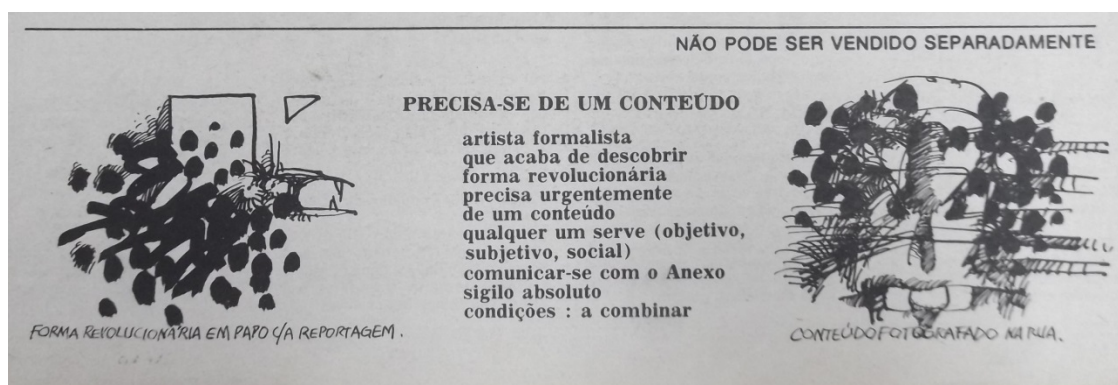 NÃO PODE SER VENDIDO SEPARADAMENTE
PRECISA-SE DE UM CONTEÚDO
artista formalista
que acaba de descobrir
forma revolucionária
precisa urgentemente
de um conteúdo
qualquer um serve (objetivo,
subjetivo, social)
comunicar-se com o Anexo
sigilo absoluto
condições : a combinar
FORMA REVOLUCIONÁRIA EM PAPO C/A REPORTAGEM.
CONTEÚDO FOTOGRAFADO NA RUA.